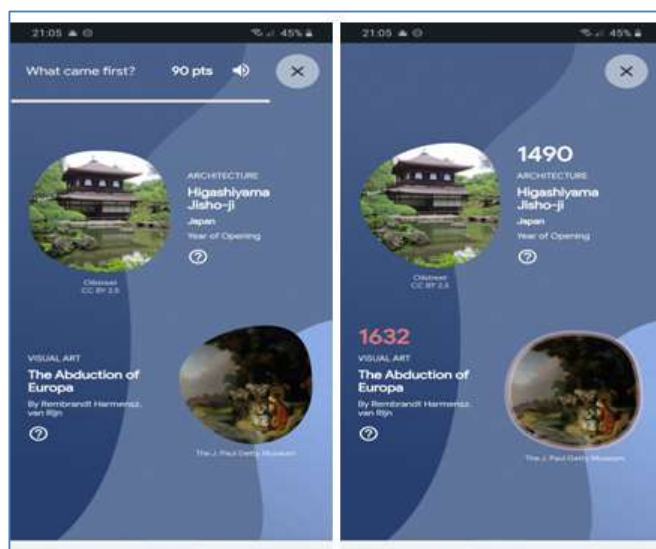 21:05
45%
What came first?
90 pts
ARCHITECTURE
Higashiyama
Jisho-ji
Japan
Year of Opening
?
CC BY 2.5
VISUAL ART
The Abduction of
Europa
By Rembrandt Harmensz.
van Rijn
?
The J. Paul Getty Museum
21:05
45%
1490
ARCHITECTURE
Higashiyama
Jisho-ji
Japan
Year of Opening
?
CC BY 2.5
1632
VISUAL ART
The Abduction of
Europa
By Rembrandt Harmensz.
van Rijn
?
The J. Paul Getty Museum